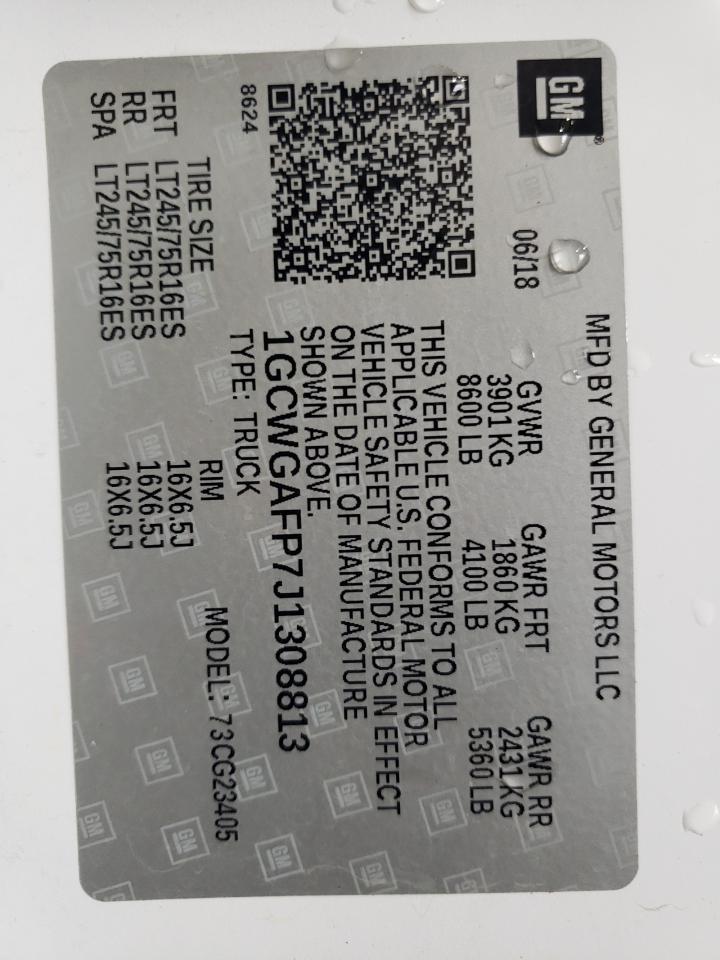 GM
MFD BY GENERAL MOTORS LLC
06/18
GVWR GAWR FRT GAWR RR
3901 KG 1860 KG 2431 KG
8600 LB 4100 LB 5360 LB
THIS VEHICLE CONFORMS TO ALL
APPLICABLE U.S. FEDERAL MOTOR
VEHICLE SAFETY STANDARDS IN EFFECT
ON THE DATE OF MANUFACTURE
SHOWN ABOVE.
1GCWGAFP7J1308813
8624
TYPE: TRUCK MODEL: 73CG23405
TIRE SIZE RIM
FRT LT245/75R16ES 16X6.5J
RR LT245/75R16ES 16X6.5J
SPA LT245/75R16ES 16X6.5J